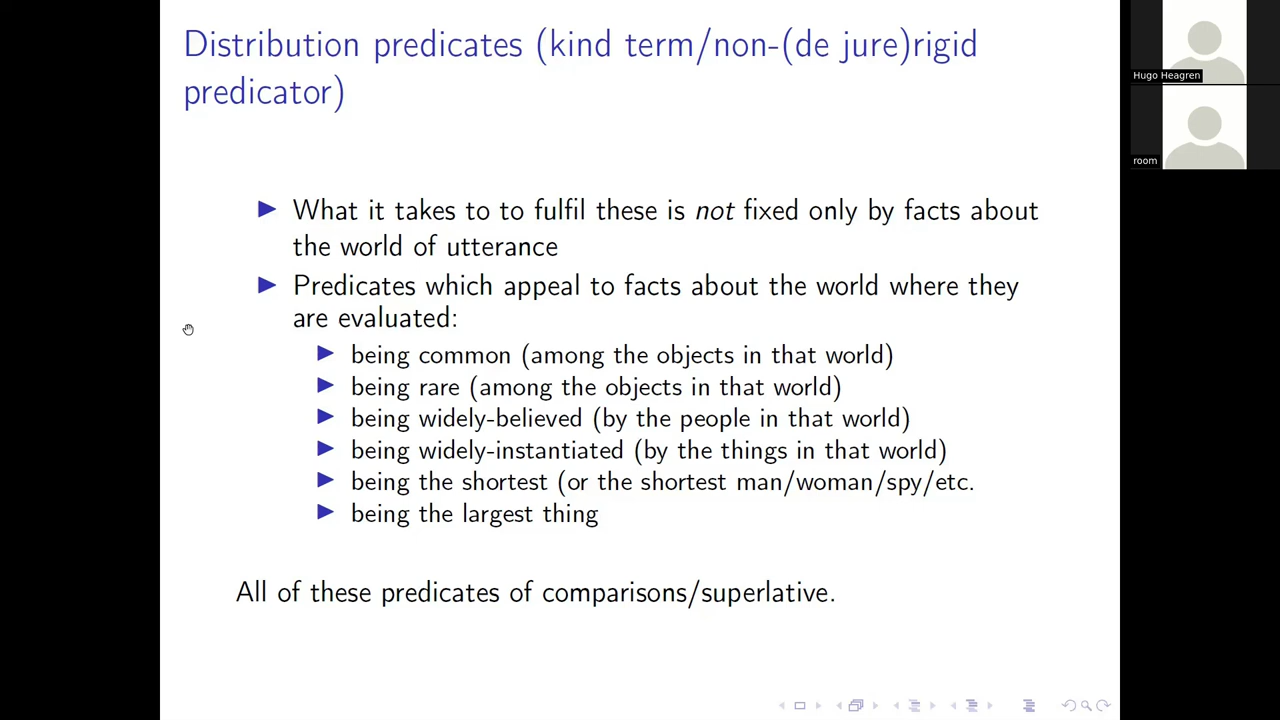 Distribution predicates (kind term/non-(de jure)rigid
predicator)
What it takes to to fulfil these is not fixed only by facts about
the world of utterance
Predicates which appeal to facts about the world where they
are evaluated:
being common (among the objects in that world)
being rare (among the objects in that world)
being widely-believed (by the people in that world)
being widely-instantiated (by the things in that world)
being the shortest (or the shortest man/woman/spy/etc.
being the largest thing
All of these predicates of comparisons/superlative.
Hugo Heagren
room